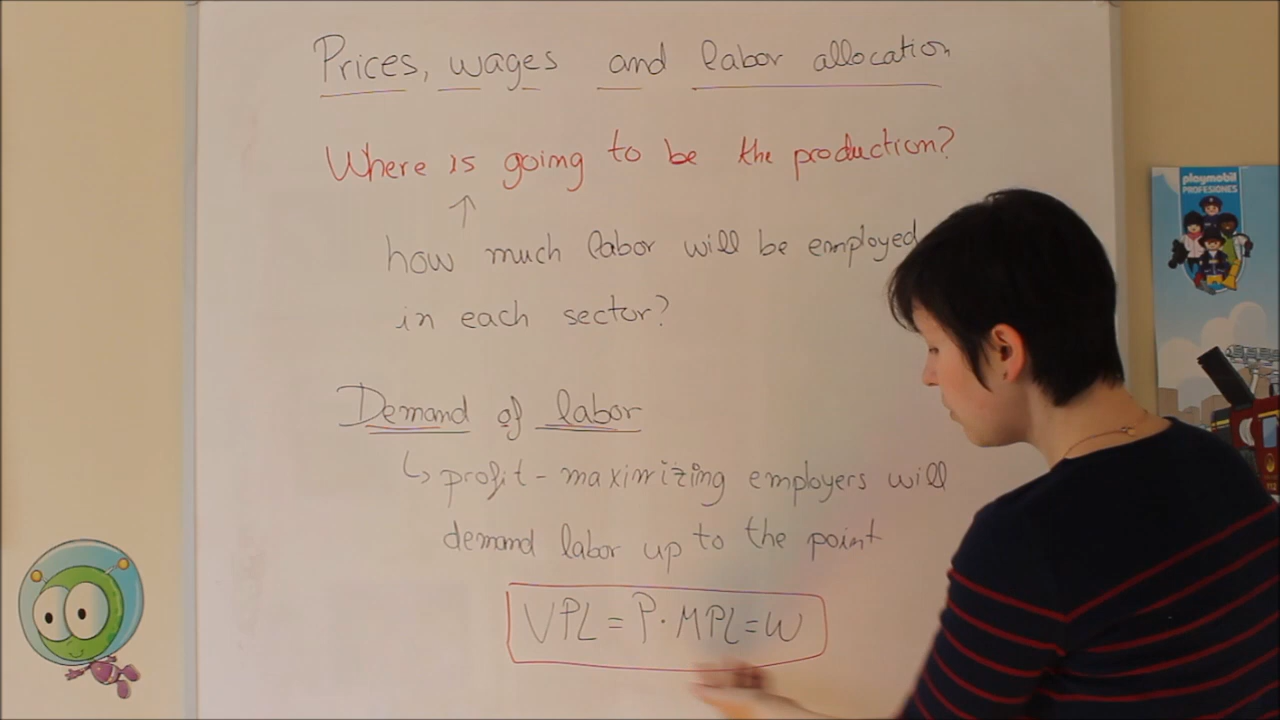 Prices, wages and labor allocation
Where is going to be the production?
↑
how much labor will be employed
in each sector?
Demand of labor
↳ profit - maximizing employers will
demand labor up to the point
VPL = P · MPL = W
playmobil
PROFESIONES